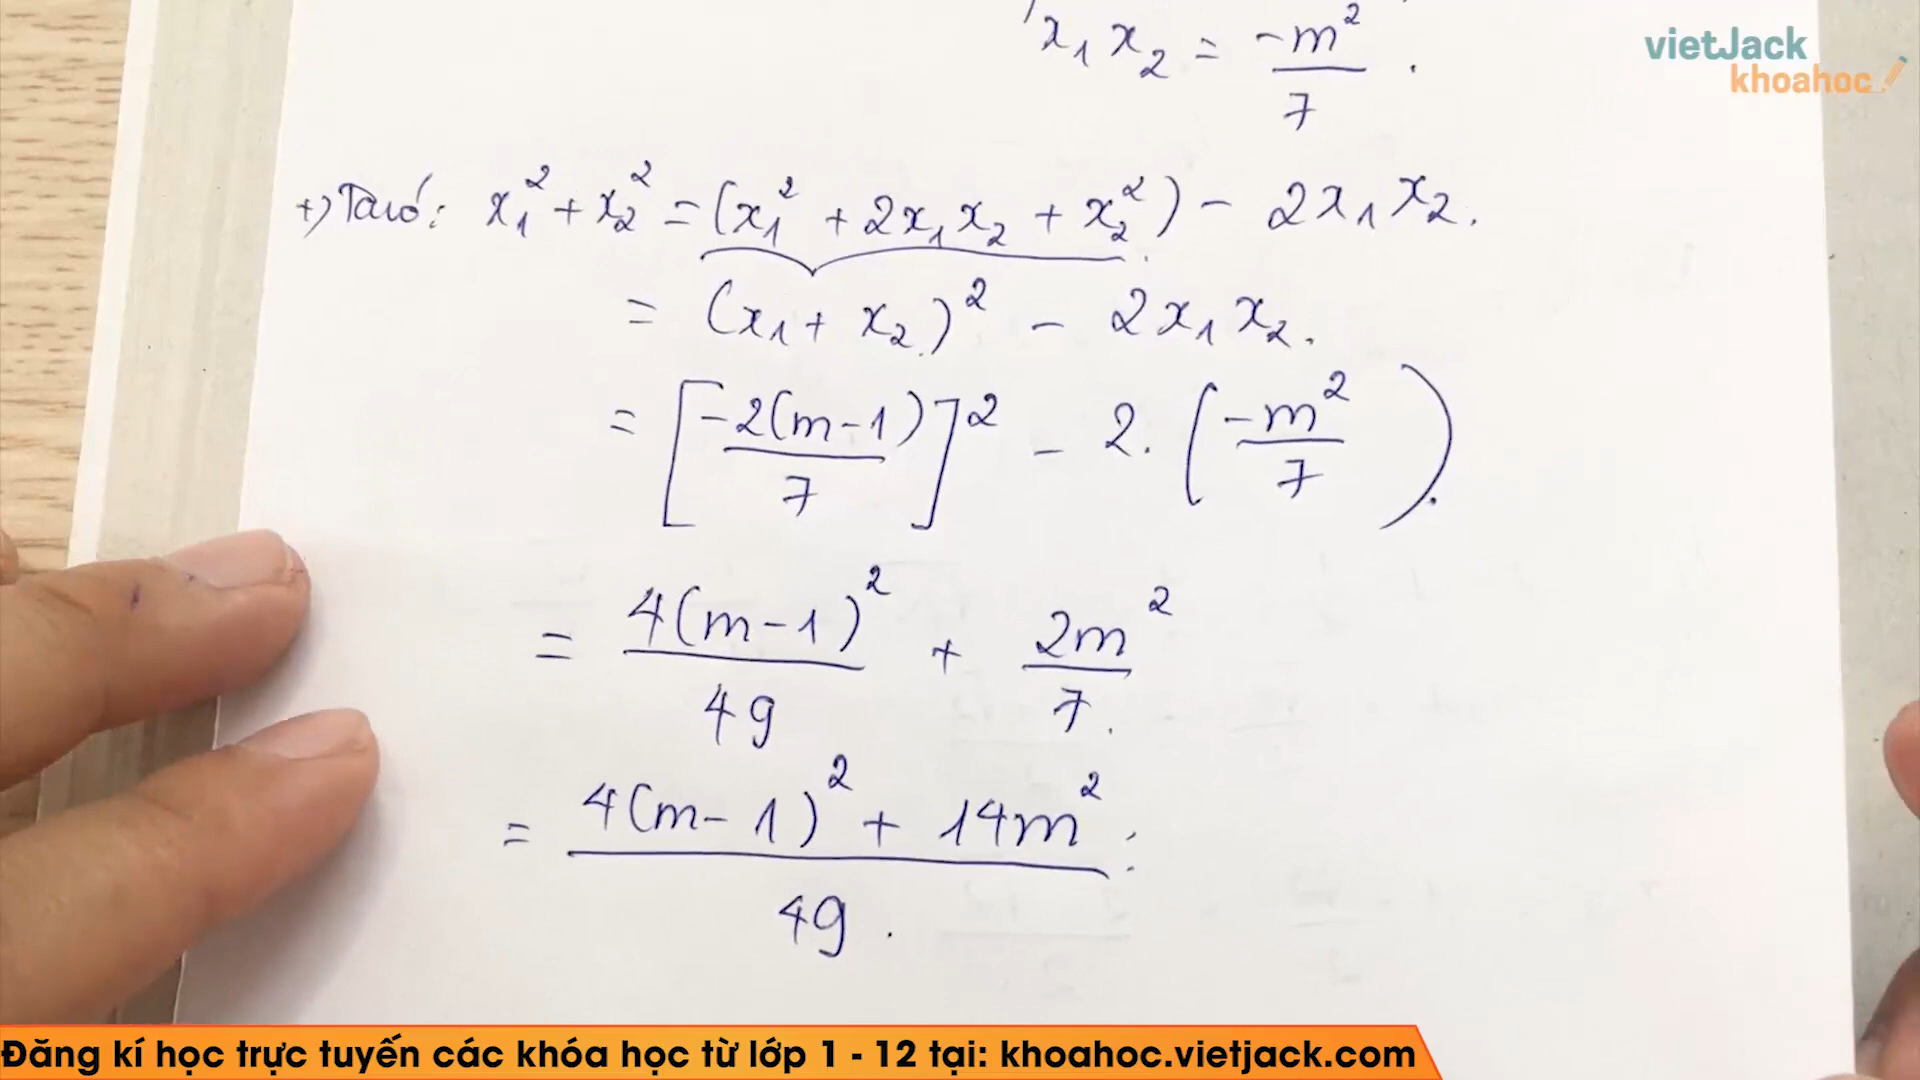 x₁x₂ = -m²/7 .
vietJack
khoahoc
+) Ta có: x₁² + x₂² = (x₁² + 2x₁x₂ + x₂²) - 2x₁x₂.
= (x₁ + x₂)² - 2x₁x₂.
= [-2(m-1)/7]² - 2.(-m²/7).
= 4(m-1)²/49 + 2m²/7.
= (4(m-1)² + 14m²)/49.
Đăng kí học trực tuyến các khóa học từ lớp 1 - 12 tại: khoahoc.vietjack.com